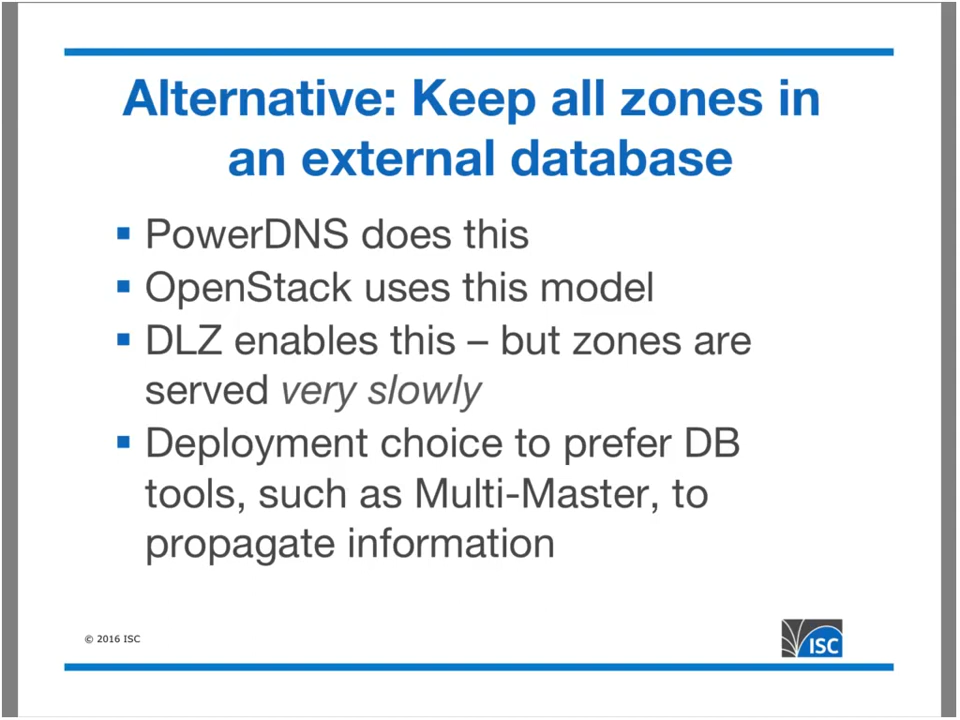 Alternative: Keep all zones in
an external database
▪ PowerDNS does this
▪ OpenStack uses this model
▪ DLZ enables this – but zones are
served very slowly
▪ Deployment choice to prefer DB
tools, such as Multi-Master, to
propagate information
© 2016 ISC
ISC